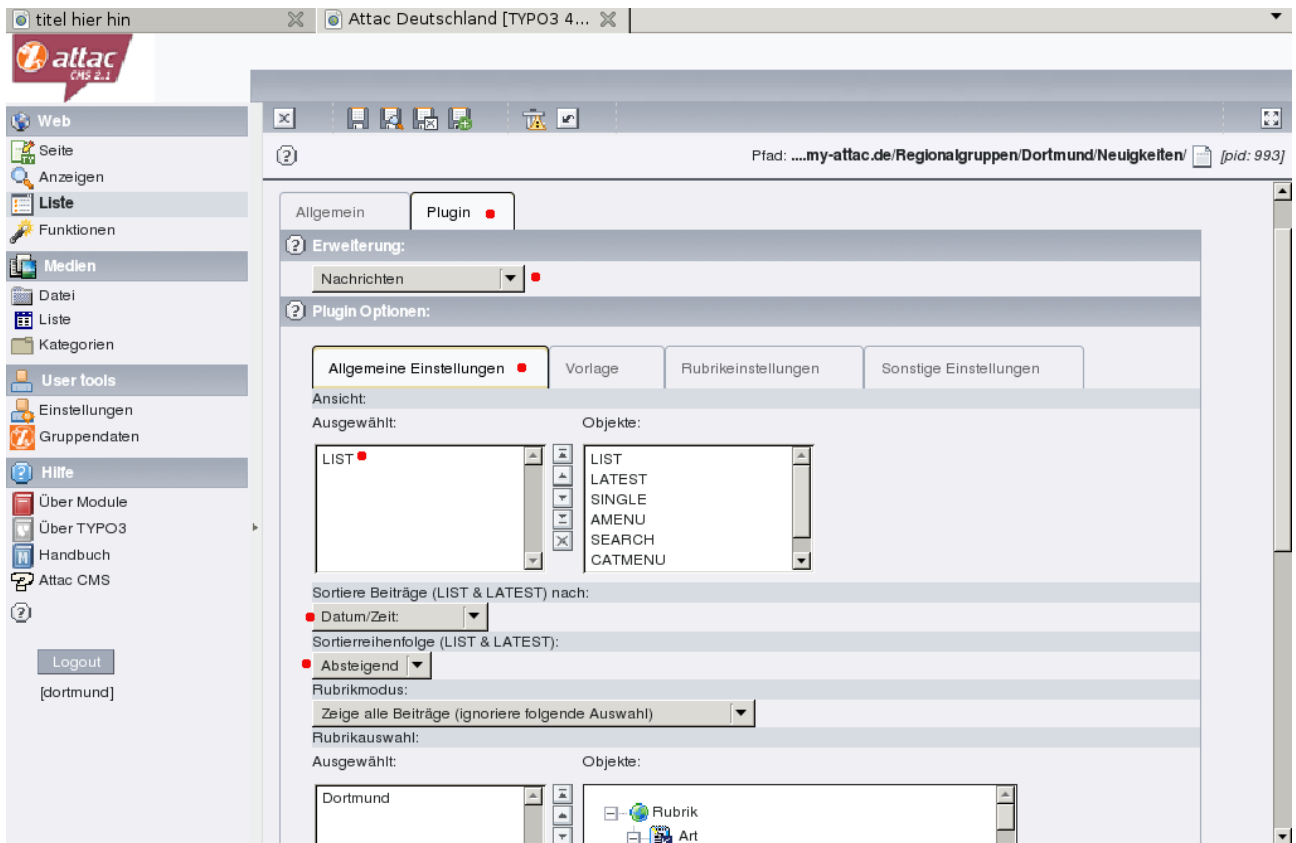 titel hier hin
Attac Deutschland [TYPO3 4...
attac
CMS 2.1
Web
Seite
Anzeigen
Liste
Funktionen
Medien
Datei
Liste
Kategorien
User tools
Einstellungen
Gruppendaten
Hilfe
Über Module
Über TYPO3
Handbuch
Attac CMS
Logout
[dortmund]
Pfad: ....my-attac.de/Regionalgruppen/Dortmund/Neuigkeiten/ [pid: 993]
Allgemein Plugin
Erweiterung:
Nachrichten
Plugin Optionen:
Allgemeine Einstellungen Vorlage Rubrikeinstellungen Sonstige Einstellungen
Ansicht:
Ausgewählt: Objekte:
LIST
LIST
LATEST
SINGLE
AMENU
SEARCH
CATMENU
Sortiere Beiträge (LIST & LATEST) nach:
Datum/Zeit:
Sortierreihenfolge (LIST & LATEST):
Absteigend
Rubrikmodus:
Zeige alle Beiträge (ignoriere folgende Auswahl)
Rubrikauswahl:
Ausgewählt: Objekte:
Dortmund
Rubrik
Art